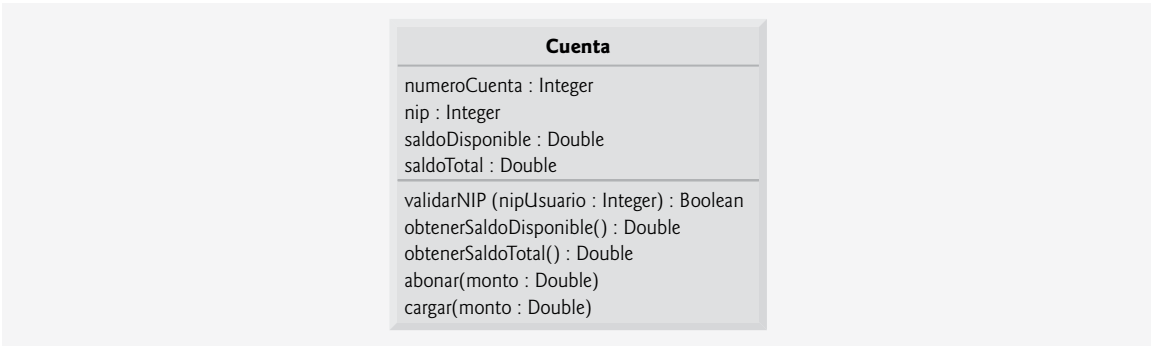 Cuenta
numeroCuenta : Integer
nip : Integer
saldoDisponible : Double
saldoTotal : Double
validarNIP (nipUsuario : Integer) : Boolean
obtenerSaldoDisponible() : Double
obtenerSaldoTotal() : Double
abonar(monto : Double)
cargar(monto : Double)